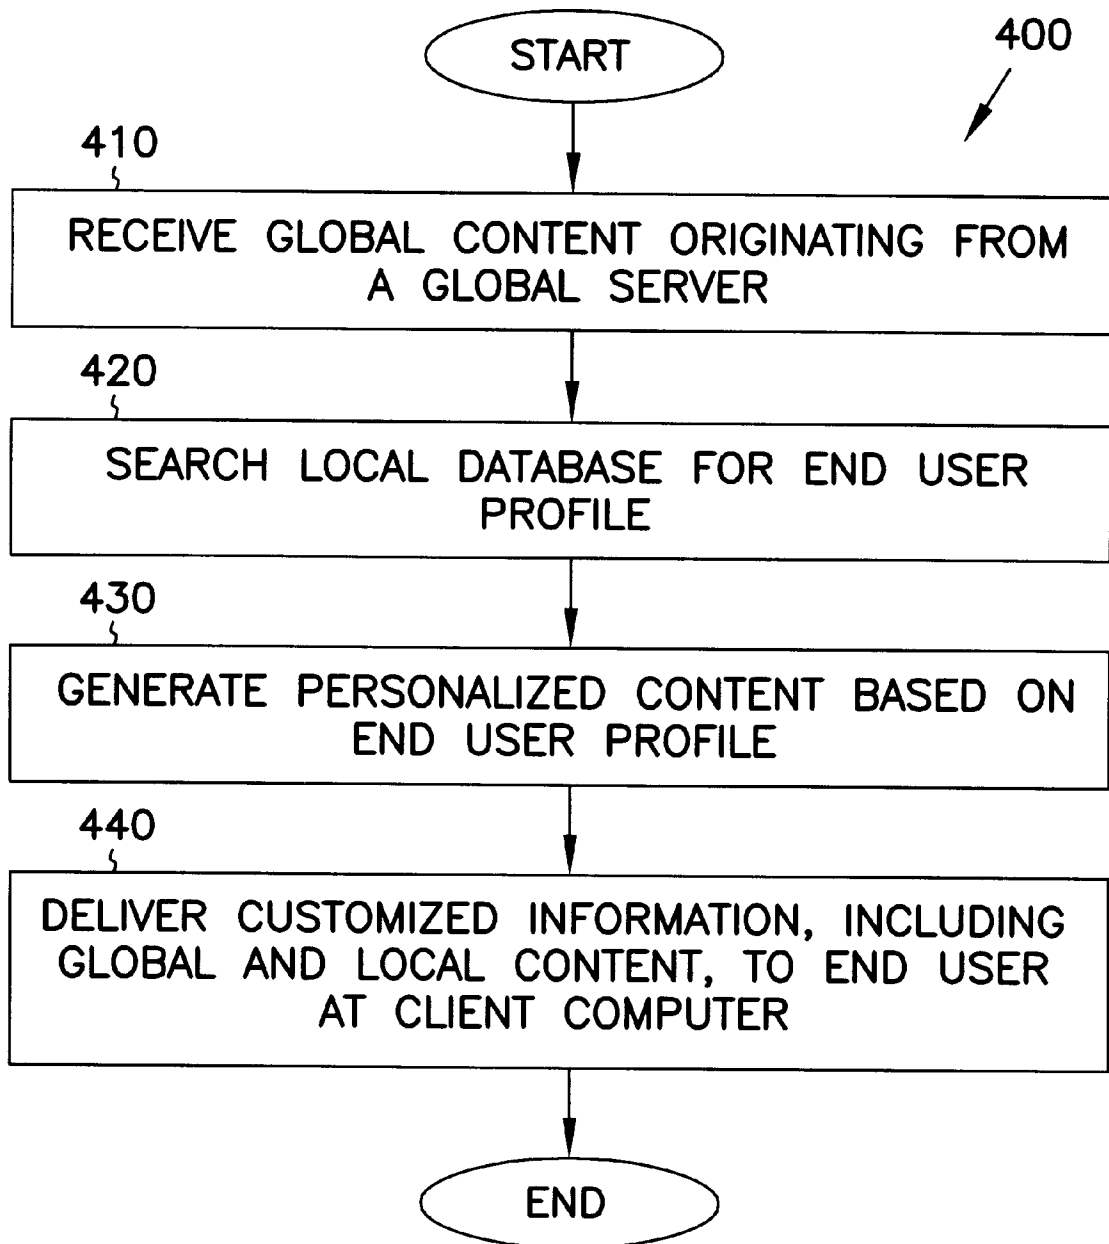 START
400
410
RECEIVE GLOBAL CONTENT ORIGINATING FROM
A GLOBAL SERVER
420
SEARCH LOCAL DATABASE FOR END USER
PROFILE
430
GENERATE PERSONALIZED CONTENT BASED ON
END USER PROFILE
440
DELIVER CUSTOMIZED INFORMATION, INCLUDING
GLOBAL AND LOCAL CONTENT, TO END USER
AT CLIENT COMPUTER
END